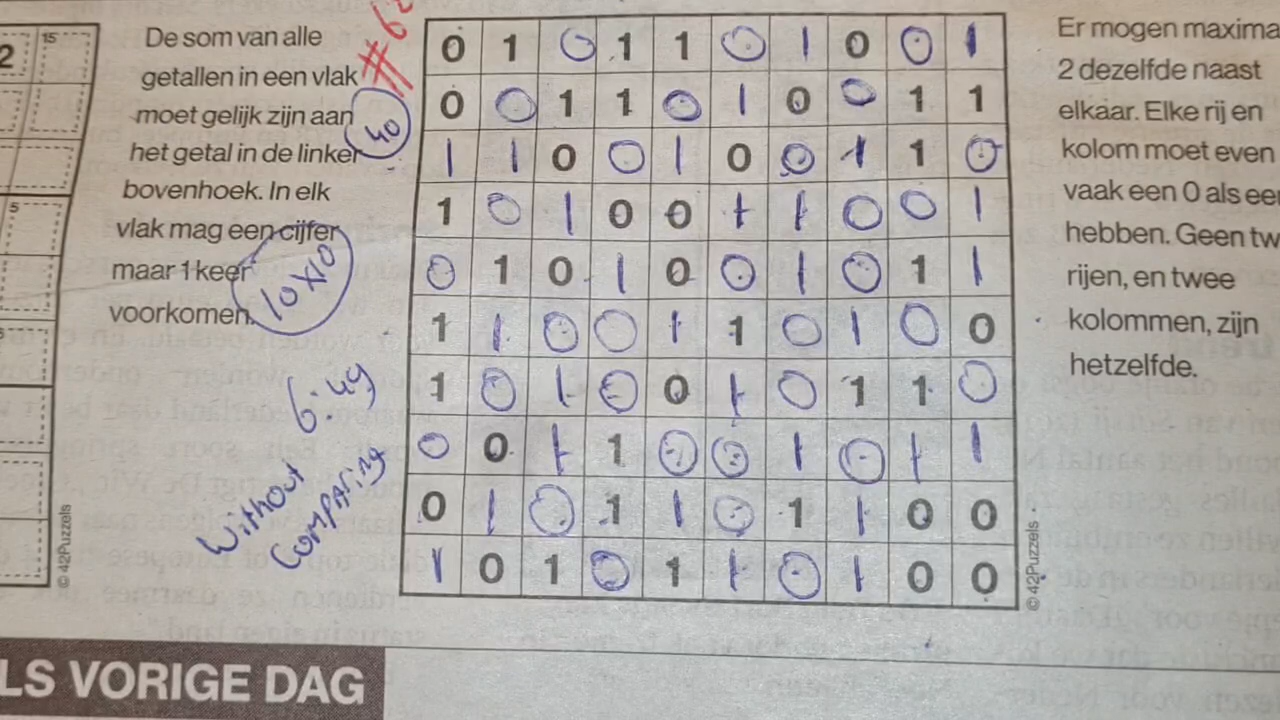 2
15
5
De som van alle
getallen in een vlak
moet gelijk zijn aan
het getal in de linker
bovenhoek. In elk
vlak mag een cijfer
maar 1 keer
voorkomen.
40
10x10
6:49
Without
comparing
© 42Puzzels
0 1 0 1 1 0 1 0 0 1
0 0 1 1 0 1 0 0 1 1
1 1 0 0 1 0 0 1 1 0
1 0 1 0 0 1 1 0 0 1
0 1 0 1 0 0 1 0 1 1
1 1 0 0 1 1 0 1 0 0
1 0 1 0 0 1 0 1 1 0
0 0 1 1 0 0 1 0 1 1
0 1 0 1 1 0 1 1 0 0
1 0 1 0 1 1 0 1 0 0
© 42Puzzels
Er mogen maxima
2 dezelfde naast
elkaar. Elke rij en
kolom moet even
vaak een 0 als ee
hebben. Geen tw
rijen, en twee
kolommen, zijn
hetzelfde.
LS VORIGE DAG